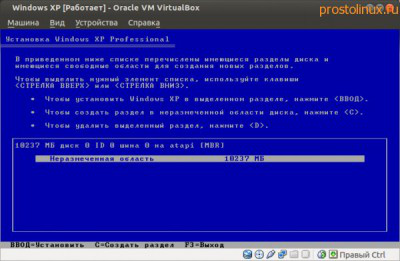 prostolinux.ru
Windows XP [Работает] - Oracle VM VirtualBox
Машина Вид Устройства Справка
Установка Windows XP Professional
В приведенном ниже списке перечислены имеющиеся разделы диска и
имеющиеся свободные области для создания новых разделов.
Чтобы выделить нужный элемент списка, используйте клавиши
<СТРЕЛКА ВВЕРХ> или <СТРЕЛКА ВНИЗ>.
• Чтобы установить Windows XP в выделенном разделе, нажмите <ВВОД>.
• Чтобы создать раздел в неразмеченной области диска, нажмите <C>.
• Чтобы удалить выделенный раздел, нажмите <D>.
10237 МБ диск 0 ID 0 шина 0 на atapi [MBR]
Неразмеченная область 10237 МБ
ВВОД=Установить C=Создать раздел F3=Выход
Правый Ctrl